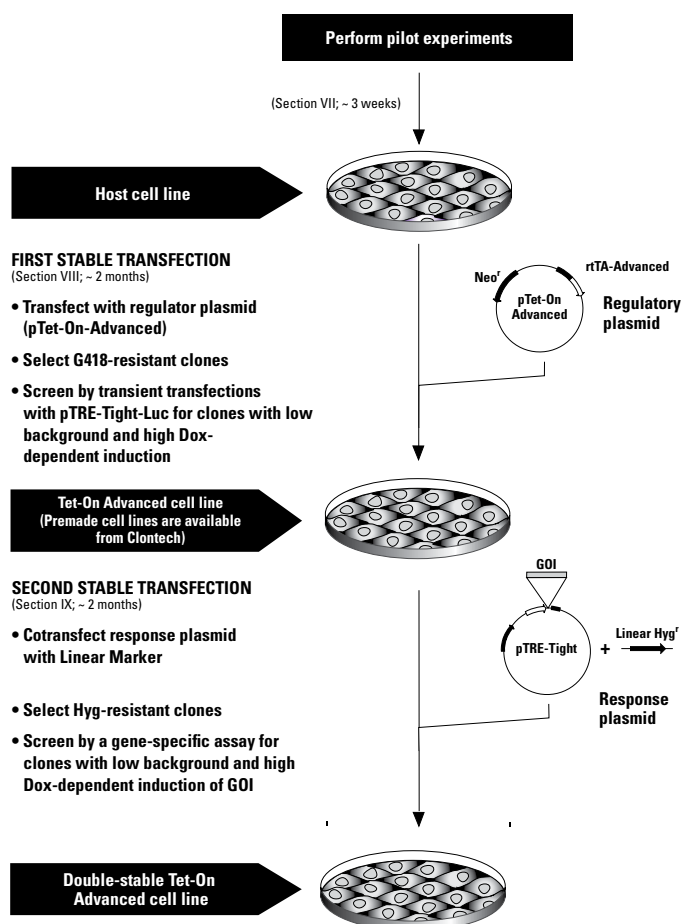 Perform pilot experiments
(Section VII; ~ 3 weeks)
Host cell line
FIRST STABLE TRANSFECTION
(Section VIII; ~ 2 months)
• Transfect with regulator plasmid
(pTet-On-Advanced)
• Select G418-resistant clones
• Screen by transient transfections
with pTRE-Tight-Luc for clones with low
background and high Dox-
dependent induction
Neoʳ
rtTA-Advanced
pTet-On
Advanced
Regulatory
plasmid
Tet-On Advanced cell line
(Premade cell lines are available
from Clontech)
SECOND STABLE TRANSFECTION
(Section IX; ~ 2 months)
• Cotransfect response plasmid
with Linear Marker
• Select Hyg-resistant clones
• Screen by a gene-specific assay for
clones with low background and high
Dox-dependent induction of GOI
GOI
pTRE-Tight
+
Linear Hygʳ
Response
plasmid
Double-stable Tet-On
Advanced cell line